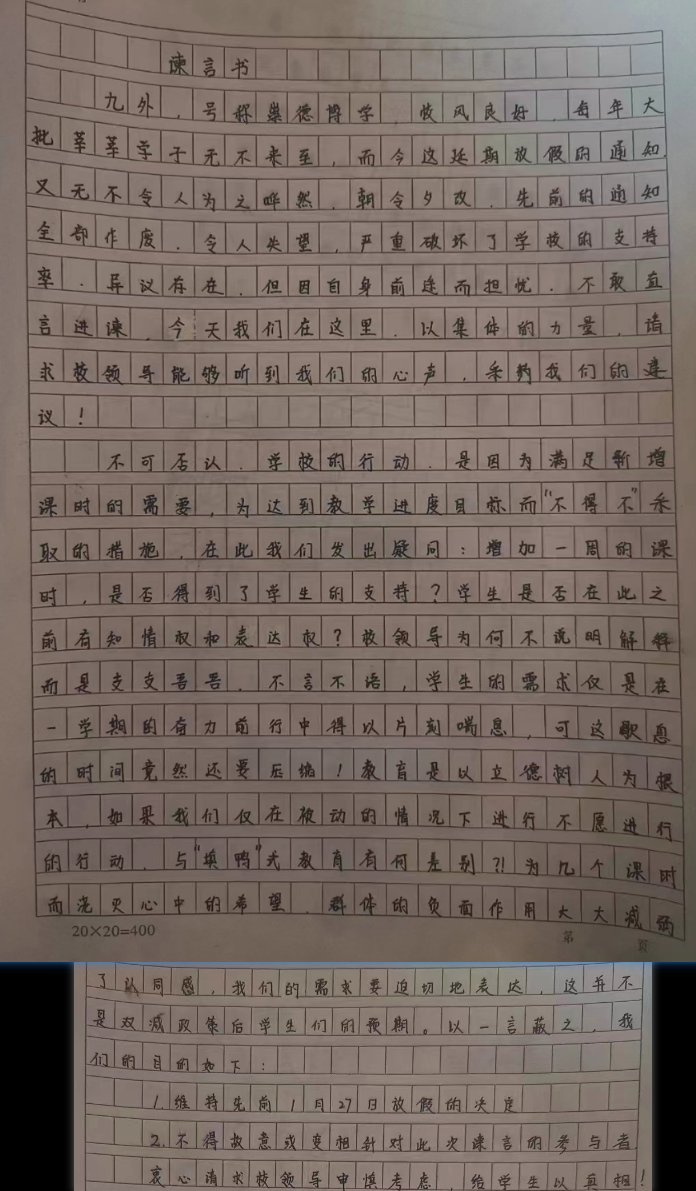 谏言书
九外，号称崇德博学，校风良好，每年大
批莘莘学子无不来至，而今这延期放假的通知，
又无不令人为之哗然，朝令夕改，先前的通知
全部作废，令人失望，严重破坏了学校的支持
率．异议存在，但因自身前途而担忧．不敢直
言进谏，今天我们在这里．以集体的力量，请
求校领导能够听到我们的心声，采纳我们的建
议！
不可否认．学校的行动．是因为满足新增
课时的需要，为达到教学进度目标而"不得不"采
取的措施，在此我们发出疑问：增加一周的课
时，是否得到了学生的支持？学生是否在此之
前有知情权和表达权？校领导为何不说明解释
而是支支吾吾．不言不语，学生的需求仅是在
一学期的奋力前行中得以片刻喘息，可这歇息
的时间竟然还要压缩！教育是以立德树人为根
本，如果我们仅在被动的情况下进行不愿进行
的行动．与"填鸭"式教育有何差别?!为几个课时
而浇灭心中的希望．群体的负面作用大大减弱
20×20=400
第 页
了认同感，我们的需求要迫切地表达，这并不
是双减政策后学生们的预期。以一言蔽之，我
们的目的如下：
1.维持先前1月27日放假的决定
2.不得故意或变相针对此次谏言的参与者
衷心请求校领导审慎考虑，给学生以真相！